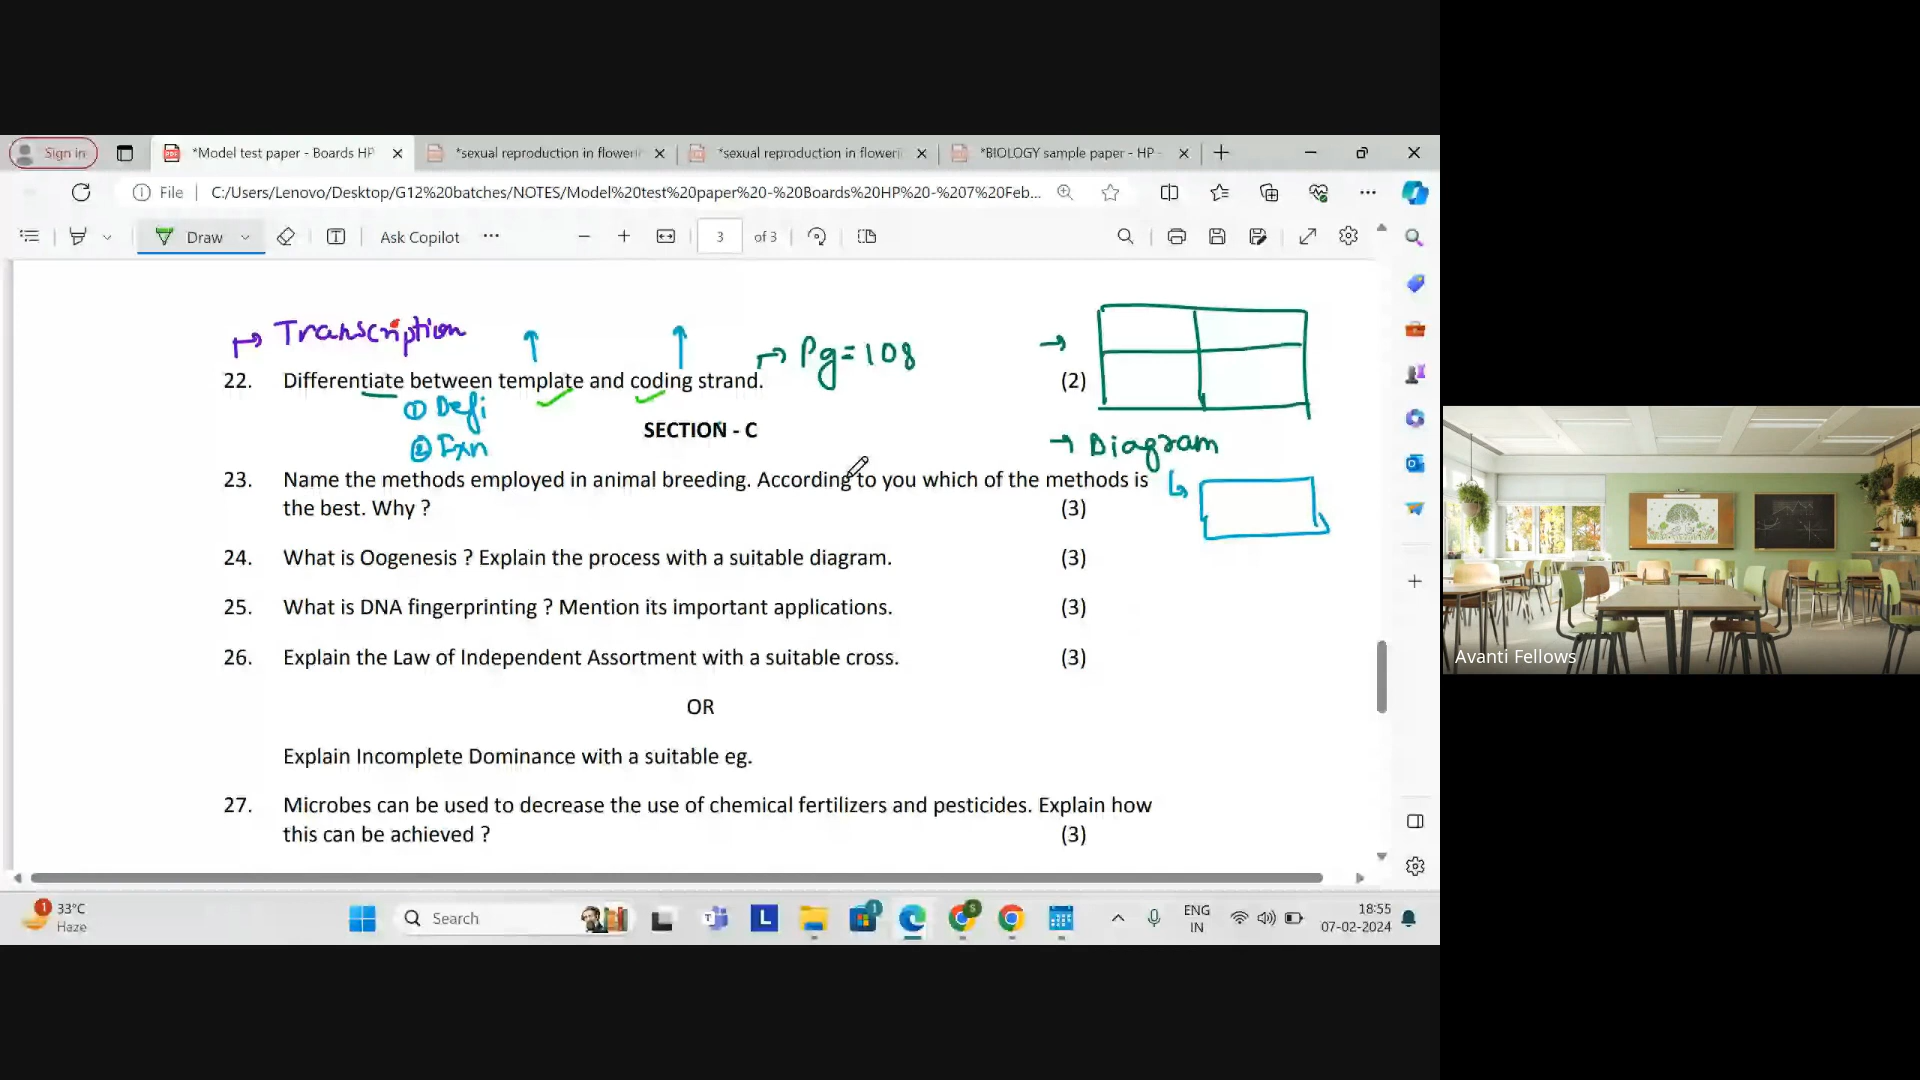 Sign in
*Model test paper - Boards HP
*sexual reproduction in floweri
*sexual reproduction in floweri
*BIOLOGY sample paper - HP -
File C:/Users/Lenovo/Desktop/G12%20batches/NOTES/Model%20test%20paper%20-%20Boards%20HP%20-%207%20Feb...
Draw Ask Copilot ... 3 of 3
→ Transcription
→ Pg = 108
22. Differentiate between template and coding strand. (2)
① Defi
② Fxn
SECTION - C
→ Diagram
23. Name the methods employed in animal breeding. According to you which of the methods is
the best. Why ? (3)
24. What is Oogenesis ? Explain the process with a suitable diagram. (3)
25. What is DNA fingerprinting ? Mention its important applications. (3)
26. Explain the Law of Independent Assortment with a suitable cross. (3)
OR
Explain Incomplete Dominance with a suitable eg.
27. Microbes can be used to decrease the use of chemical fertilizers and pesticides. Explain how
this can be achieved ? (3)
Avanti Fellows
1 33°C
Haze
Search
1
S
ENG
IN
18:55
07-02-2024